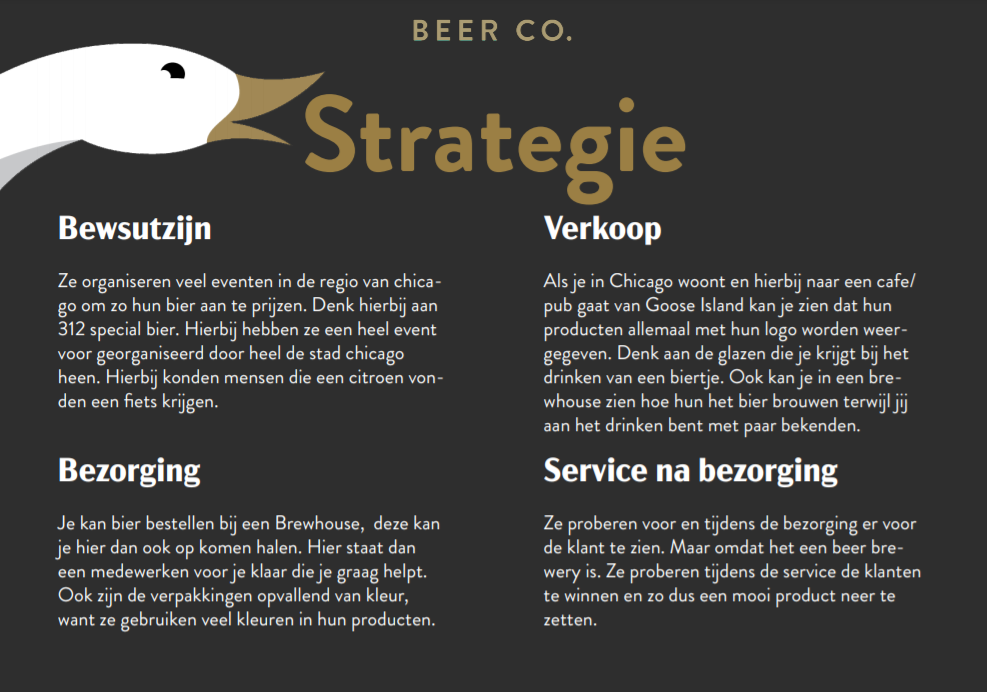 BEER CO.
Strategie
Bewsutzijn
Ze organiseren veel eventen in de regio van chica-
go om zo hun bier aan te prijzen. Denk hierbij aan
312 special bier. Hierbij hebben ze een heel event
voor georganiseerd door heel de stad chicago
heen. Hierbij konden mensen die een citroen von-
den een fiets krijgen.
Verkoop
Als je in Chicago woont en hierbij naar een cafe/
pub gaat van Goose Island kan je zien dat hun
producten allemaal met hun logo worden weer-
gegeven. Denk aan de glazen die je krijgt bij het
drinken van een biertje. Ook kan je in een bre-
whouse zien hoe hun het bier brouwen terwijl jij
aan het drinken bent met paar bekenden.
Bezorging
Je kan bier bestellen bij een Brewhouse,  deze kan
je hier dan ook op komen halen. Hier staat dan
een medewerken voor je klaar die je graag helpt.
Ook zijn de verpakkingen opvallend van kleur,
want ze gebruiken veel kleuren in hun producten.
Service na bezorging
Ze proberen voor en tijdens de bezorging er voor
de klant te zien. Maar omdat het een beer bre-
wery is. Ze proberen tijdens de service de klanten
te winnen en zo dus een mooi product neer te
zetten.